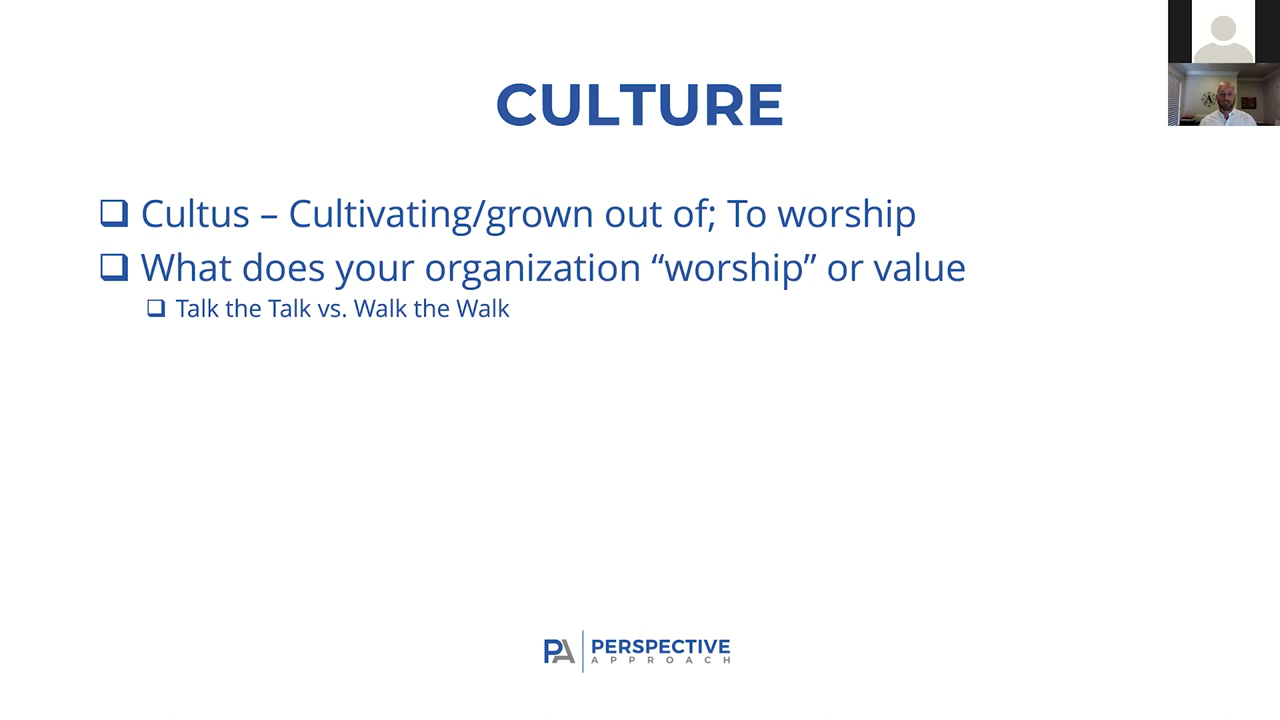 CULTURE
❑ Cultus – Cultivating/grown out of; To worship
❑ What does your organization “worship” or value
❑ Talk the Talk vs. Walk the Walk
PA PERSPECTIVE
APPROACH